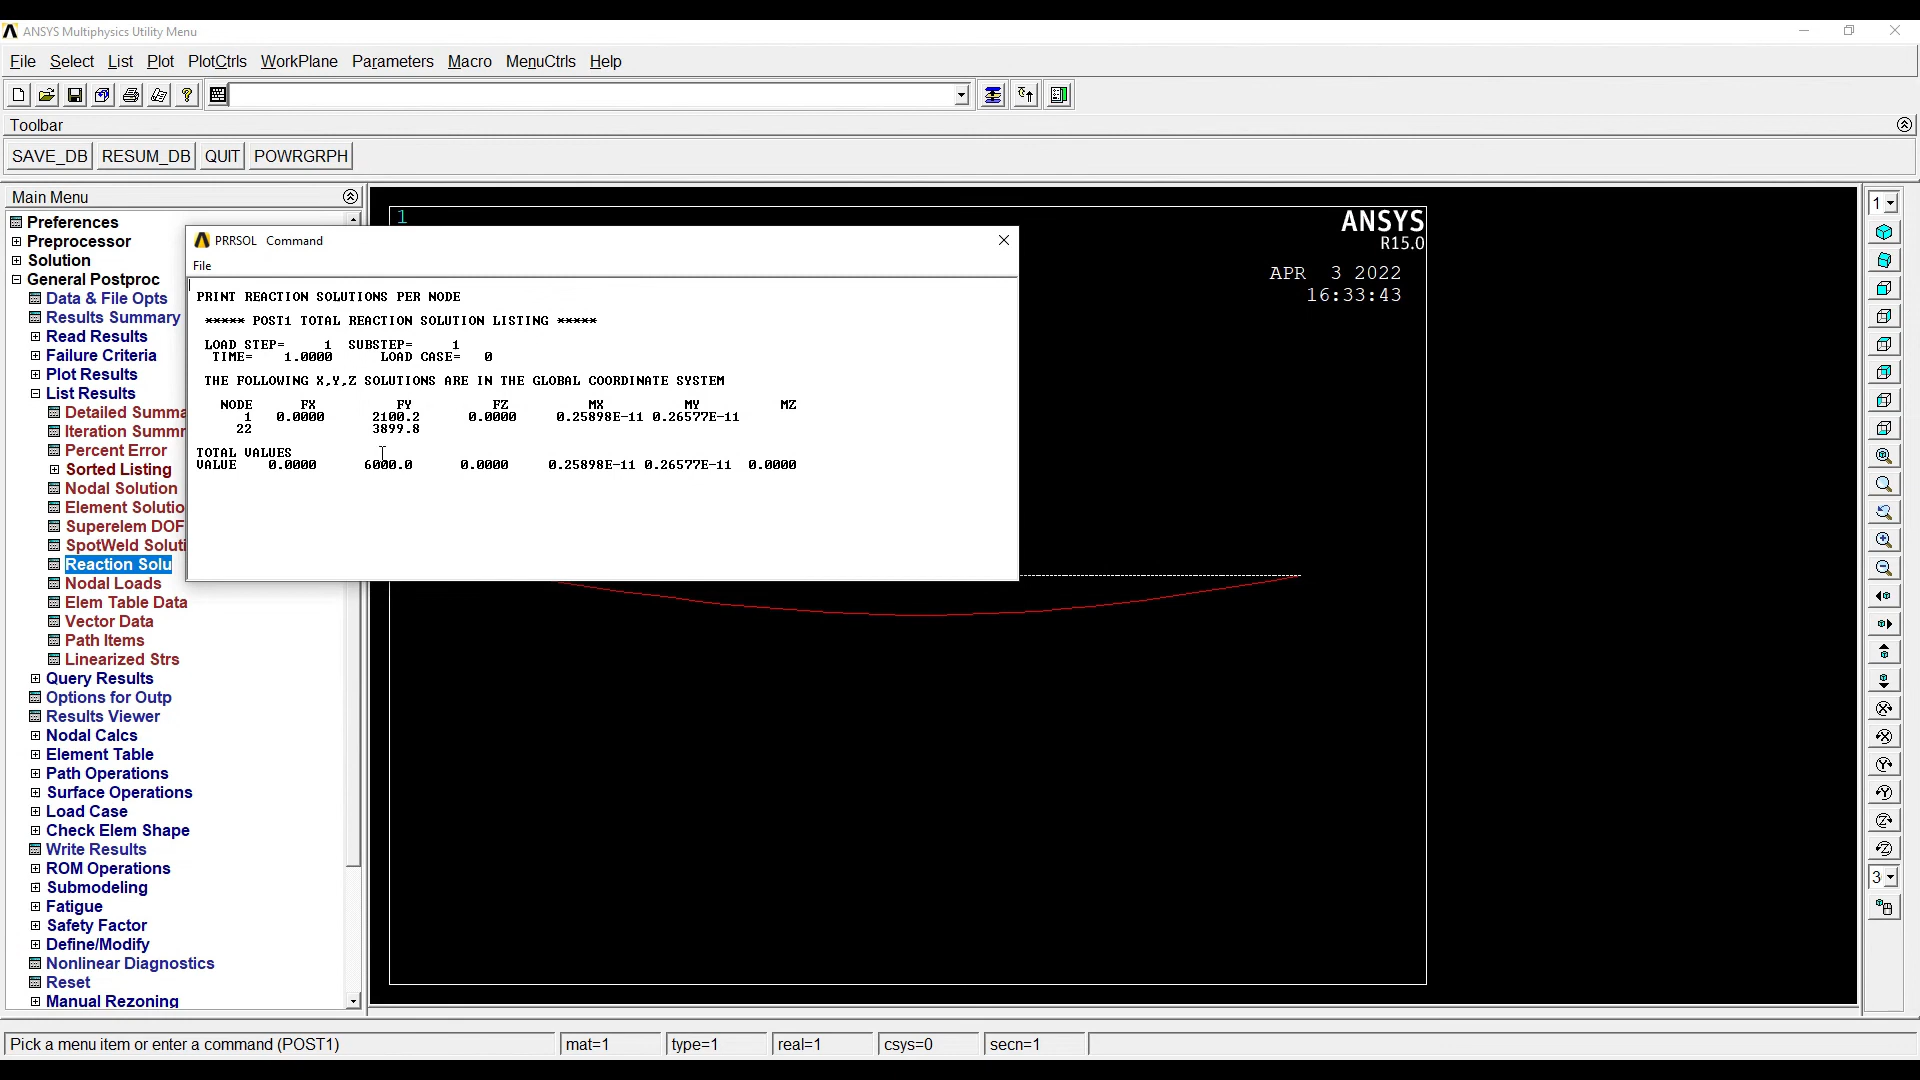 ANSYS Multiphysics Utility Menu
File Select List Plot PlotCtrls WorkPlane Parameters Macro MenuCtrls Help
Toolbar
SAVE_DB RESUM_DB QUIT POWRGRPH
Main Menu
Preferences
Preprocessor
Solution
General Postproc
Data & File Opts
Results Summary
Read Results
Failure Criteria
Plot Results
List Results
Detailed Summa
Iteration Summr
Percent Error
Sorted Listing
Nodal Solution
Element Solutio
Superelem DOF
SpotWeld Soluti
Reaction Solu
Nodal Loads
Elem Table Data
Vector Data
Path Items
Linearized Strs
Query Results
Options for Outp
Results Viewer
Nodal Calcs
Element Table
Path Operations
Surface Operations
Load Case
Check Elem Shape
Write Results
ROM Operations
Submodeling
Fatigue
Safety Factor
Define/Modify
Nonlinear Diagnostics
Reset
Manual Rezoning
PRRSOL Command
File
PRINT REACTION SOLUTIONS PER NODE
***** POST1 TOTAL REACTION SOLUTION LISTING *****
LOAD STEP= 1 SUBSTEP= 1
TIME= 1.0000 LOAD CASE= 0
THE FOLLOWING X,Y,Z SOLUTIONS ARE IN THE GLOBAL COORDINATE SYSTEM
NODE FX FY FZ MX MY MZ
1 0.0000 2100.2 0.0000 0.25898E-11 0.26577E-11
22 3899.8
TOTAL VALUES
VALUE 0.0000 6000.0 0.0000 0.25898E-11 0.26577E-11 0.0000
1
ANSYS
R15.0
APR 3 2022
16:33:43
1
3
Pick a menu item or enter a command (POST1) mat=1 type=1 real=1 csys=0 secn=1